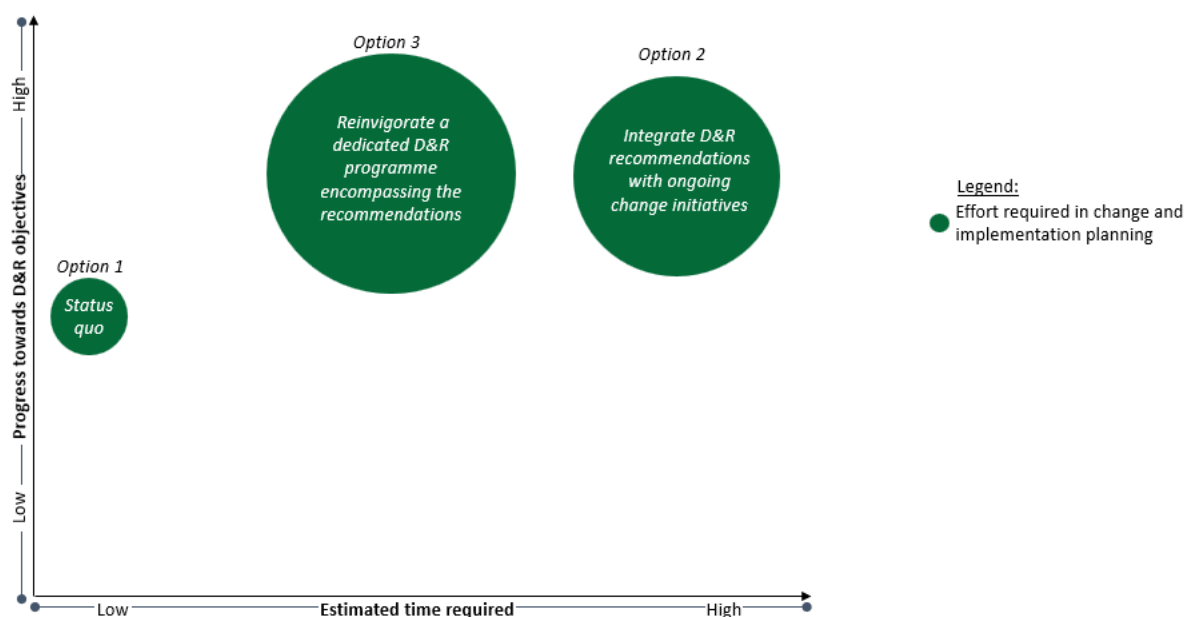 Option 3
Option 2
Reinvigorate a
dedicated D&R
programme
encompassing the
recommendations
Integrate D&R
recommendations
with ongoing
change initiatives
Option 1
Status
quo
Legend:
Effort required in change and
implementation planning
High
Progress towards D&R objectives
Low
Low
Estimated time required
High